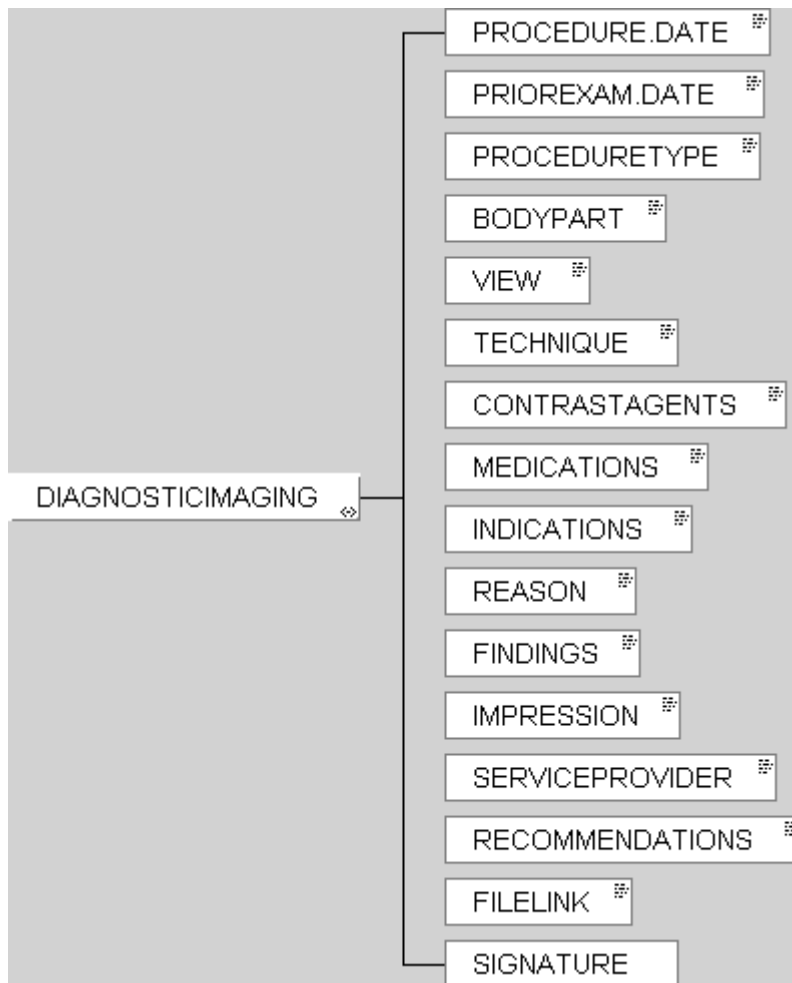 PROCEDURE.DATE
PRIOREXAM.DATE
PROCEDURETYPE
BODYPART
VIEW
TECHNIQUE
CONTRASTAGENTS
MEDICATIONS
DIAGNOSTICIMAGING
INDICATIONS
REASON
FINDINGS
IMPRESSION
SERVICEPROVIDER
RECOMMENDATIONS
FILELINK
SIGNATURE